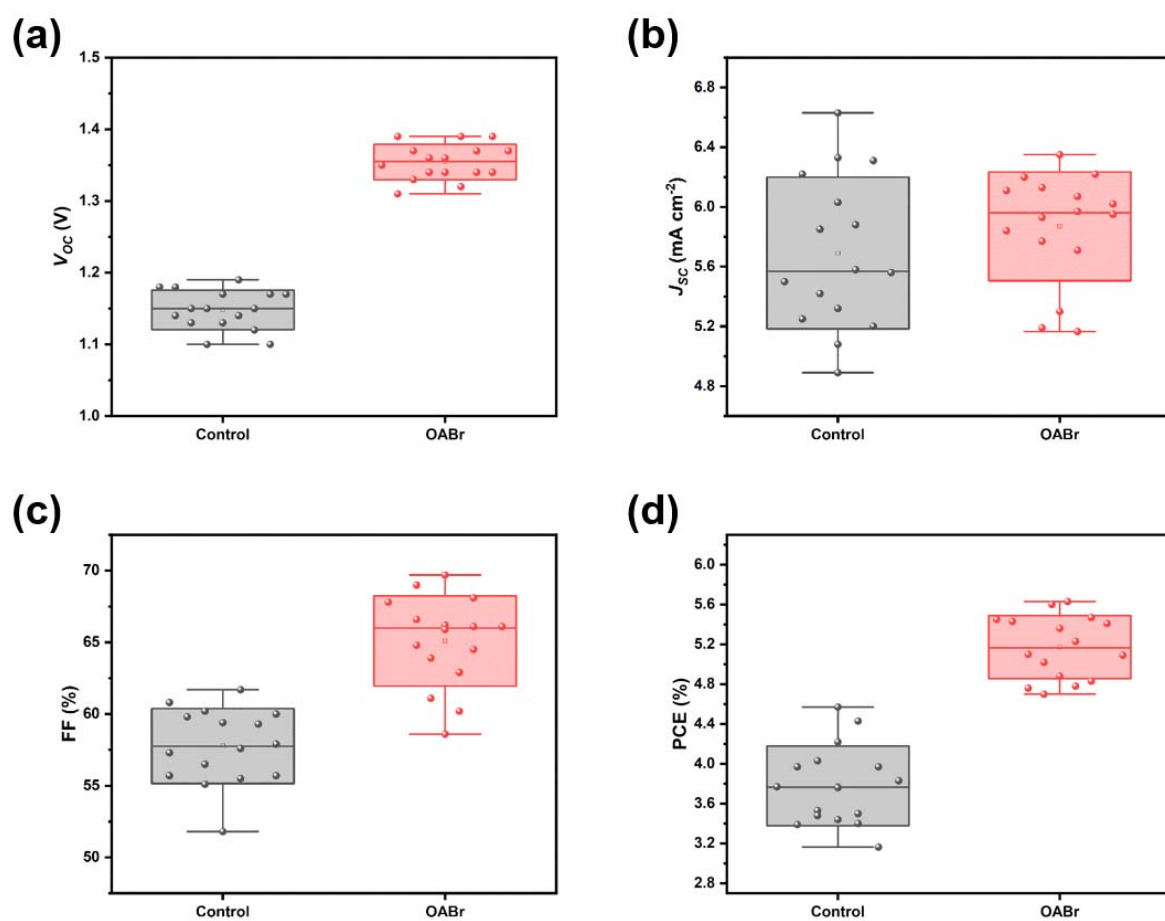 (a)
V_OC (V)
1.5
1.4
1.3
1.2
1.1
1.0
Control
OABr
(b)
J_SC (mA cm⁻²)
6.8
6.4
6.0
5.6
5.2
4.8
Control
OABr
(c)
FF (%)
70
65
60
55
50
Control
OABr
(d)
PCE (%)
6.0
5.6
5.2
4.8
4.4
4.0
3.6
3.2
2.8
Control
OABr